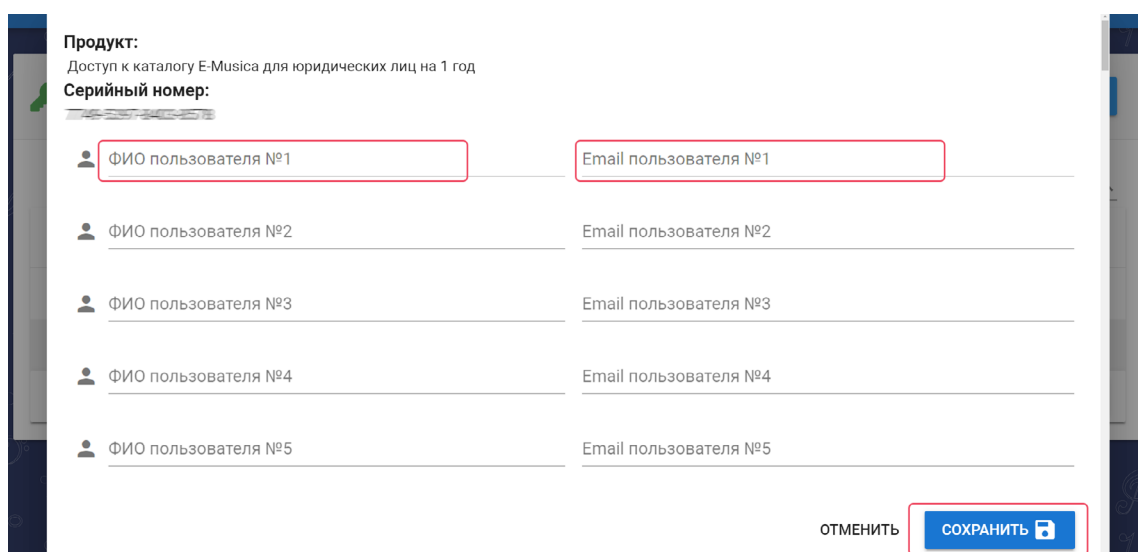 Продукт:
Доступ к каталогу E-Musica для юридических лиц на 1 год
Серийный номер:
ФИО пользователя №1 Email пользователя №1
ФИО пользователя №2 Email пользователя №2
ФИО пользователя №3 Email пользователя №3
ФИО пользователя №4 Email пользователя №4
ФИО пользователя №5 Email пользователя №5
ОТМЕНИТЬ СОХРАНИТЬ